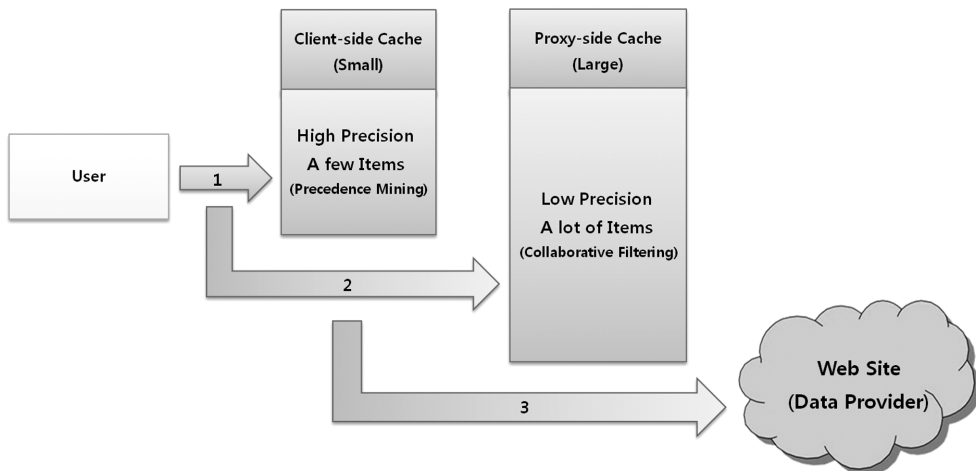 Client-side Cache
(Small)
Proxy-side Cache
(Large)
User
1
High Precision
A few Items
(Precedence Mining)
Low Precision
A lot of Items
(Collaborative Filtering)
2
Web Site
(Data Provider)
3